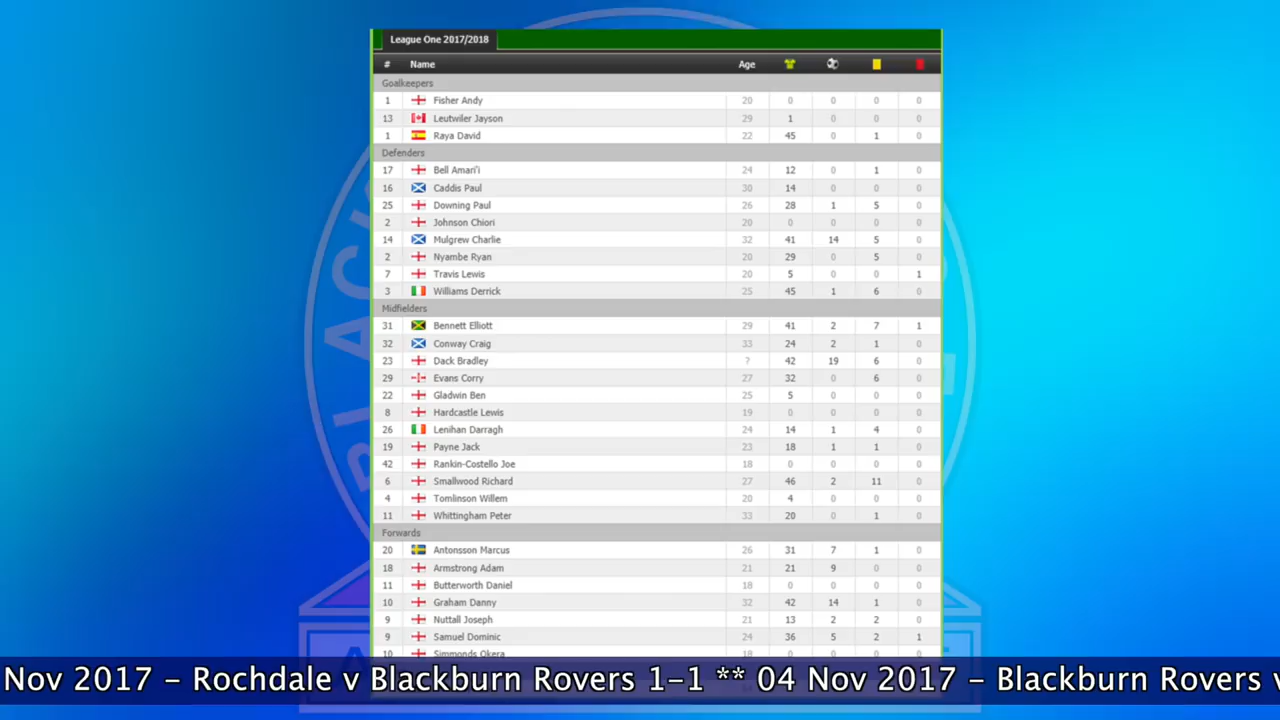 League One 2017/2018
# Name Age
Goalkeepers
1 Fisher Andy 20 0 0 0 0
13 Leutwiler Jayson 29 1 0 0 0
1 Raya David 22 45 0 1 0
Defenders
17 Bell Amari'i 24 12 0 1 0
16 Caddis Paul 30 14 0 0 0
25 Downing Paul 26 28 1 5 0
2 Johnson Chiori 20 0 0 0 0
14 Mulgrew Charlie 32 41 14 5 0
2 Nyambe Ryan 20 29 0 5 0
7 Travis Lewis 20 5 0 0 1
3 Williams Derrick 25 45 1 6 0
Midfielders
31 Bennett Elliott 29 41 2 7 1
32 Conway Craig 33 24 2 1 0
23 Dack Bradley ? 42 19 6 0
29 Evans Corry 27 32 0 6 0
22 Gladwin Ben 25 5 0 0 0
8 Hardcastle Lewis 19 0 0 0 0
26 Lenihan Darragh 24 14 1 4 0
19 Payne Jack 23 18 1 1 0
42 Rankin-Costello Joe 18 0 0 0 0
6 Smallwood Richard 27 46 2 11 0
4 Tomlinson Willem 20 4 0 0 0
11 Whittingham Peter 33 20 0 1 0
Forwards
20 Antonsson Marcus 26 31 7 1 0
18 Armstrong Adam 21 21 9 0 0
11 Butterworth Daniel 18 0 0 0 0
10 Graham Danny 32 42 14 1 0
9 Nuttall Joseph 21 13 2 2 0
9 Samuel Dominic 24 36 5 2 1
10 Simmonds Okera 18 0 0 0 0
Nov 2017 - Rochdale v Blackburn Rovers 1-1 ** 04 Nov 2017 - Blackburn Rovers v